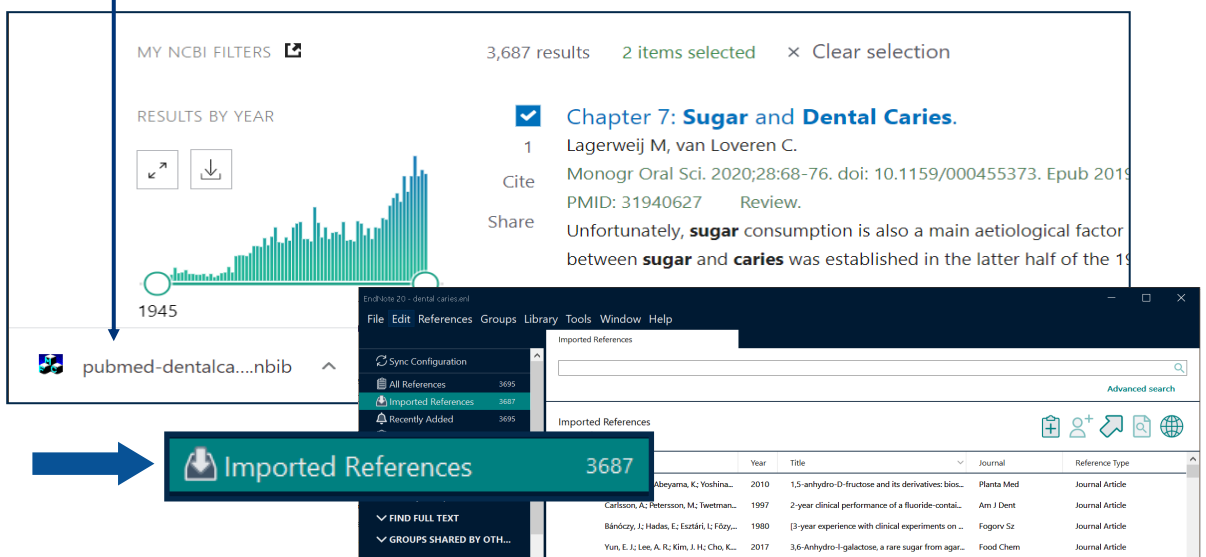 MY NCBI FILTERS
3,687 results 2 items selected × Clear selection
RESULTS BY YEAR
Chapter 7: Sugar and Dental Caries.
1
Lagerweij M, van Loveren C.
Cite
Monogr Oral Sci. 2020;28:68-76. doi: 10.1159/000455373. Epub 2019
PMID: 31940627 Review.
Share
Unfortunately, sugar consumption is also a main aetiological factor
between sugar and caries was established in the latter half of the 19
1945
pubmed-dentalca....nbib
EndNote 20 - dental caries.enl
File Edit References Groups Library Tools Window Help
Imported References
Sync Configuration
All References 3695
Imported References 3687
Recently Added 3695
Advanced search
Imported References
Imported References 3687
Year Title Journal Reference Type
Abeyama, K.; Yoshina... 2010 1,5-anhydro-D-fructose and its derivatives: bios... Planta Med Journal Article
Carlsson, A.; Petersson, M.; Twetman... 1997 2-year clinical performance of a fluoride-contai... Am J Dent Journal Article
Bánóczy, J.; Hadas, E.; Esztári, I.; Fözy,... 1980 [3-year experience with clinical experiments on ... Fogorv Sz Journal Article
Yun, E. J.; Lee, A. R.; Kim, J. H.; Cho, K... 2017 3,6-Anhydro-l-galactose, a rare sugar from agar... Food Chem Journal Article
FIND FULL TEXT
GROUPS SHARED BY OTH...